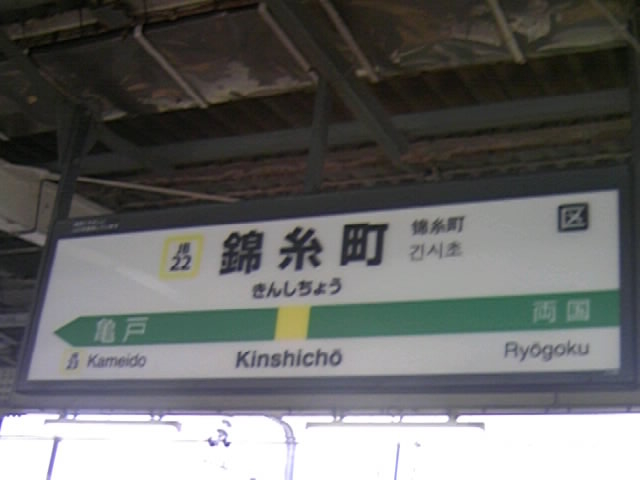 JB
22
錦糸町
錦糸町
긴시초
区
きんしちょう
亀戸
両国
Kameido
Kinshichō
Ryōgoku